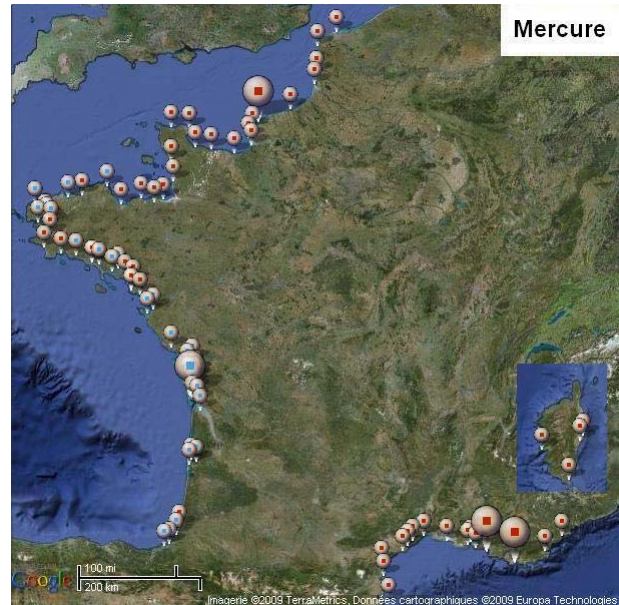 Mercure
100 mi
200 km
Google
Imagerie ©2009 TerraMetrics, Données cartographiques ©2009 Europa Technologies